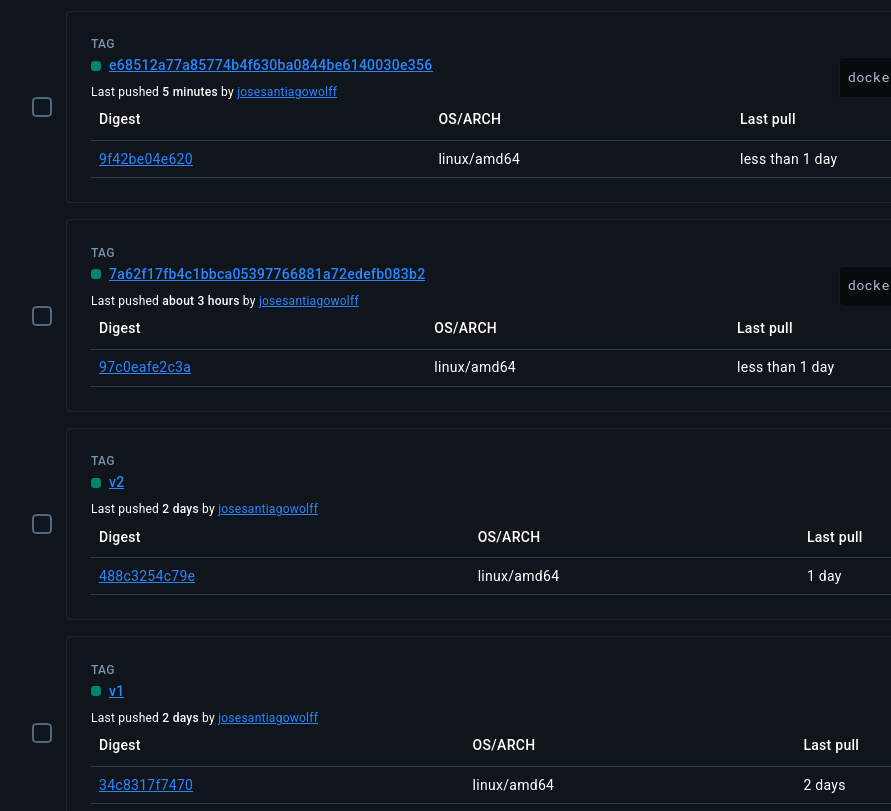 TAG
e68512a77a85774b4f630ba0844be6140030e356
Last pushed 5 minutes by josesantiagowolff
docke
Digest OS/ARCH Last pull
9f42be04e620 linux/amd64 less than 1 day
TAG
7a62f17fb4c1bbca05397766881a72edefb083b2
Last pushed about 3 hours by josesantiagowolff
docke
Digest OS/ARCH Last pull
97c0eafe2c3a linux/amd64 less than 1 day
TAG
v2
Last pushed 2 days by josesantiagowolff
Digest OS/ARCH Last pull
488c3254c79e linux/amd64 1 day
TAG
v1
Last pushed 2 days by josesantiagowolff
Digest OS/ARCH Last pull
34c8317f7470 linux/amd64 2 days